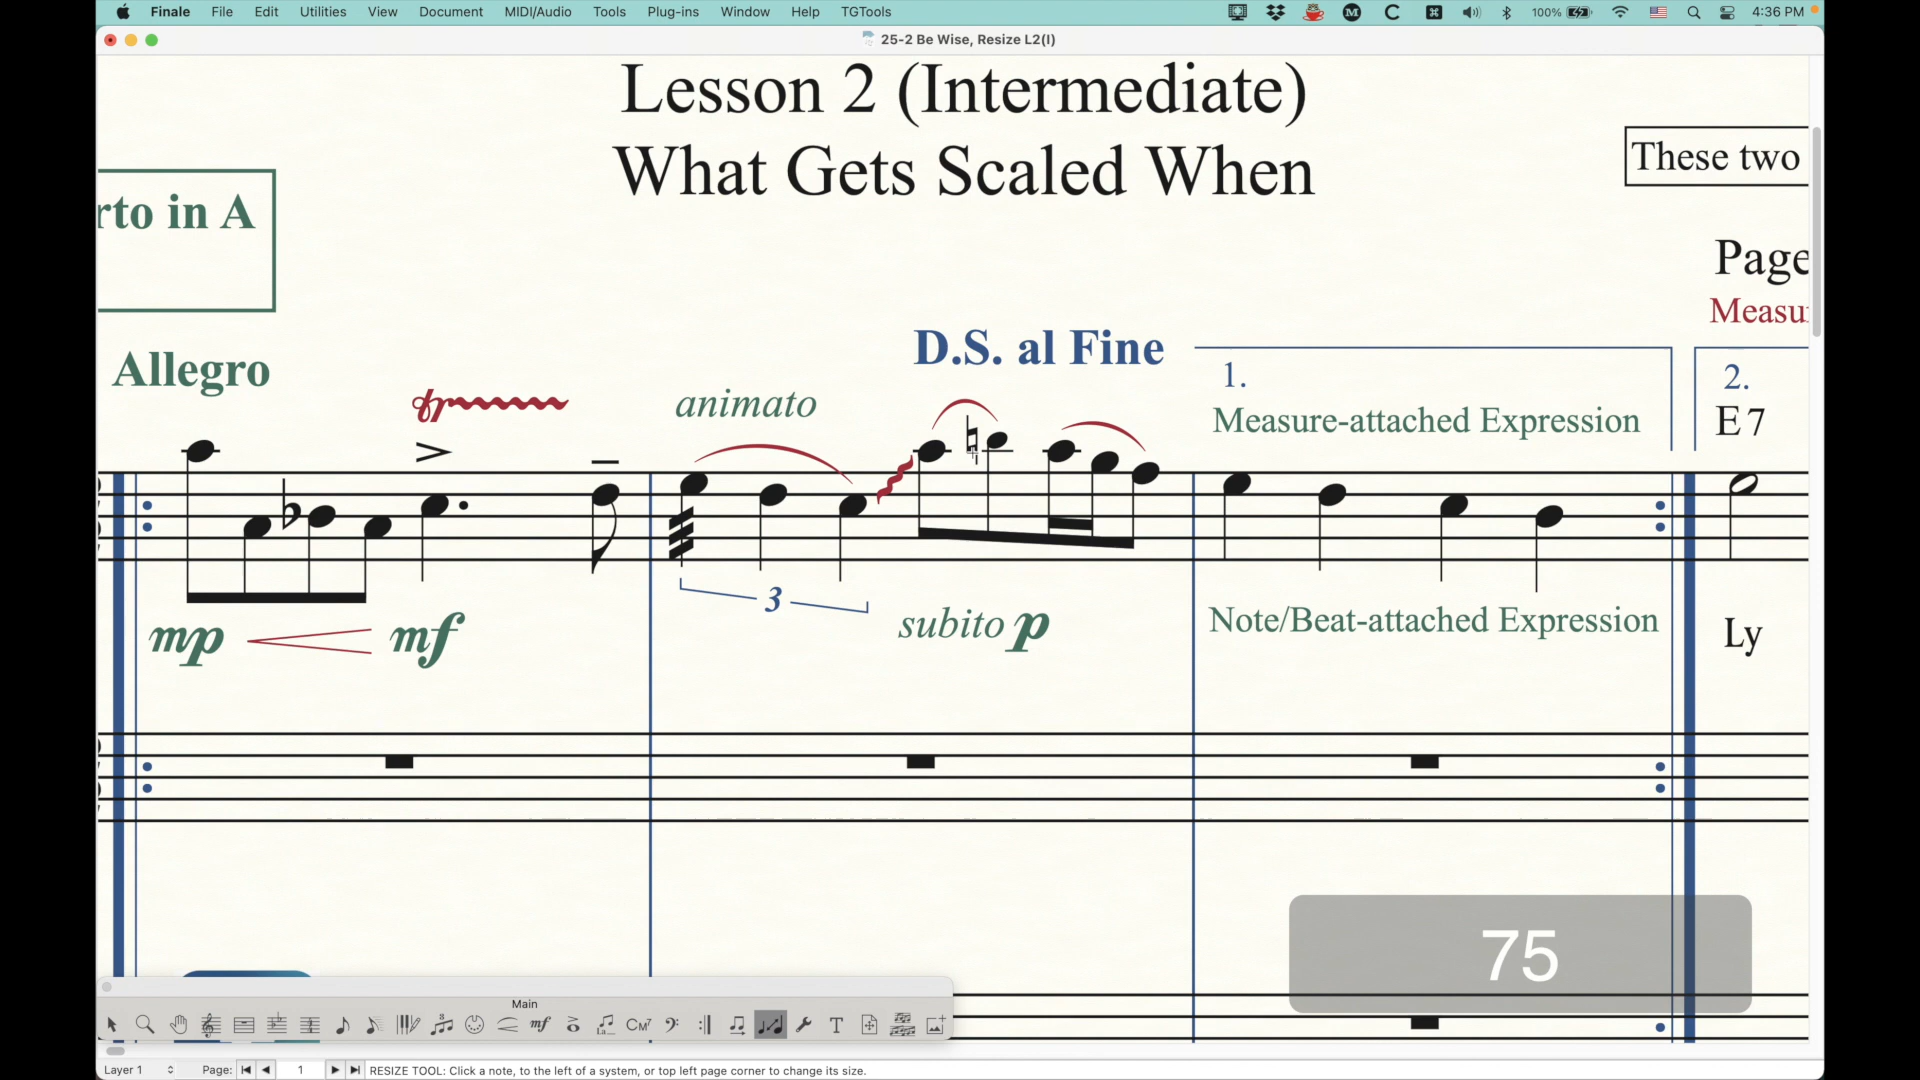 Finale File Edit Utilities View Document MIDI/Audio Tools Plug-ins Window Help TGTools 100% 4:36 PM
25-2 Be Wise, Resize L2(I)
Lesson 2 (Intermediate)
What Gets Scaled When
These two
rto in A
Page
Measu
D.S. al Fine
Allegro
animato
1.
2.
Measure-attached Expression
E7
3
mp mf
subito p
Note/Beat-attached Expression
Ly
75
Main
Layer 1 Page: 1 RESIZE TOOL: Click a note, to the left of a system, or top left page corner to change its size.